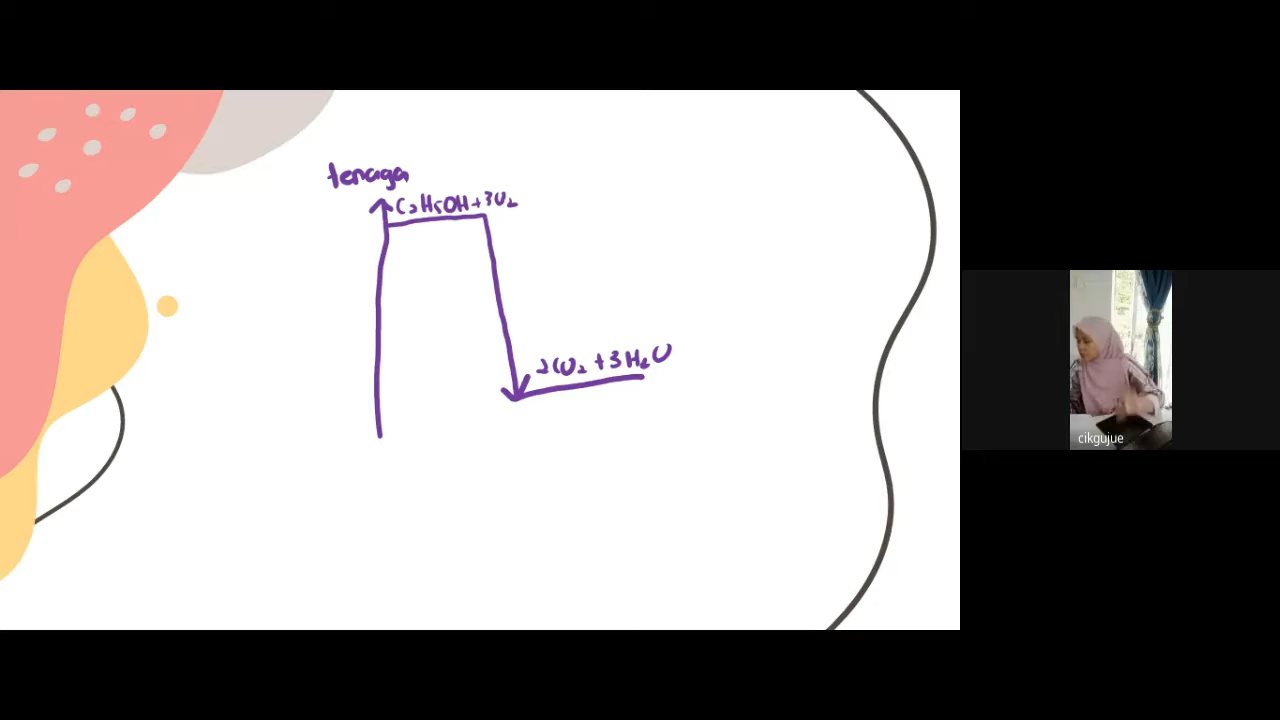 tenaga
C₂H₅OH + 3O₂
2CO₂ + 3H₂O
cikgujue